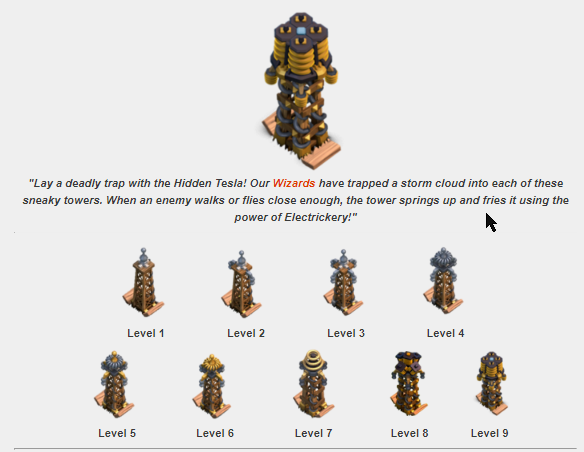 "Lay a deadly trap with the Hidden Tesla! Our Wizards have trapped a storm cloud into each of these
sneaky towers. When an enemy walks or flies close enough, the tower springs up and fries it using the
power of Electrickery!"
Level 1 Level 2 Level 3 Level 4
Level 5 Level 6 Level 7 Level 8 Level 9